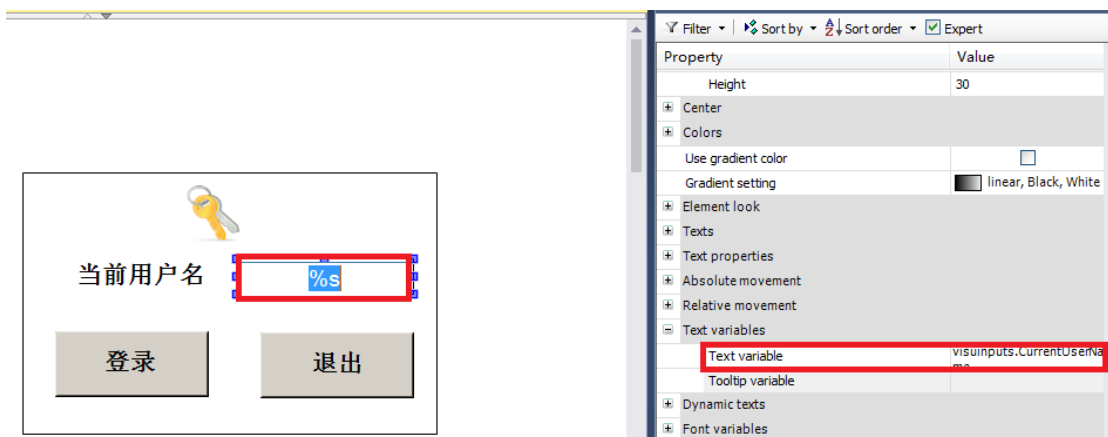 Filter Sort by Sort order Expert
Property Value
Height 30
Center
Colors
Use gradient color
Gradient setting linear, Black, White
Element look
Texts
Text properties
Absolute movement
Relative movement
Text variables
Text variable visuinputs.CurrentUserNa
Tooltip variable
Dynamic texts
Font variables
当前用户名 %s
登录 退出